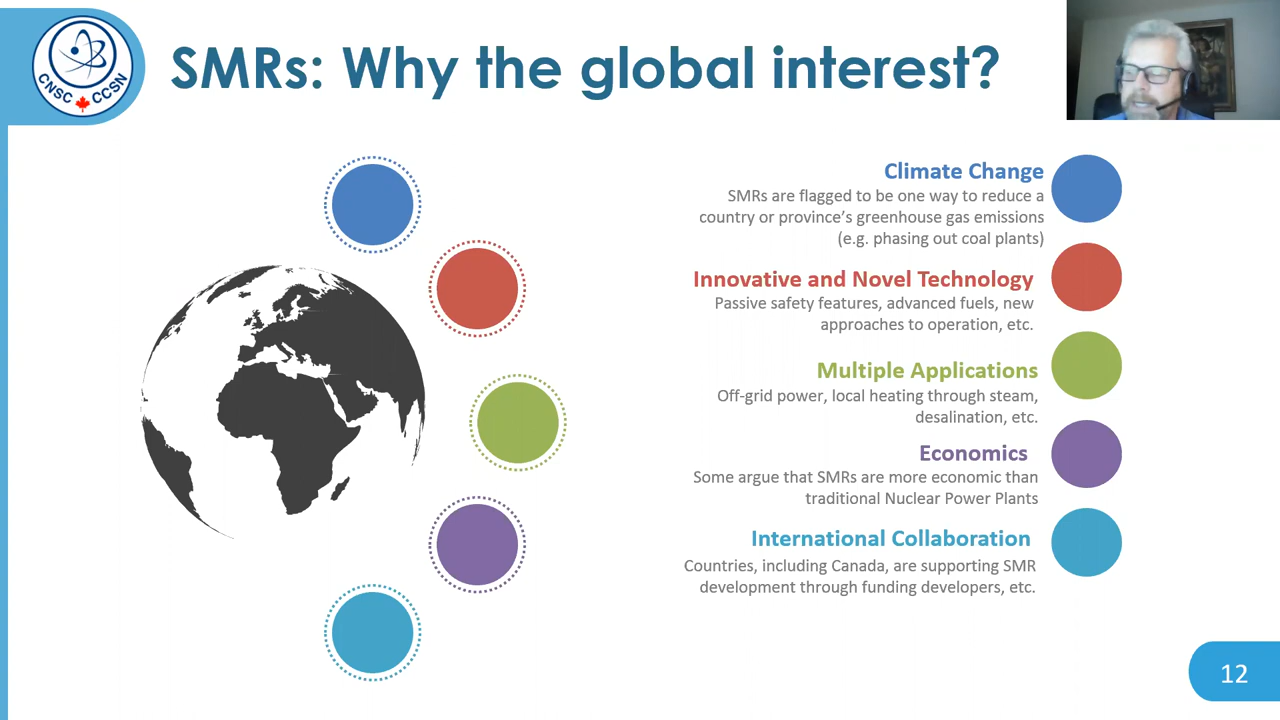 SMRs: Why the global interest?
CNSC CCSN
Climate Change
SMRs are flagged to be one way to reduce a
country or province's greenhouse gas emissions
(e.g. phasing out coal plants)
Innovative and Novel Technology
Passive safety features, advanced fuels, new
approaches to operation, etc.
Multiple Applications
Off-grid power, local heating through steam,
desalination, etc.
Economics
Some argue that SMRs are more economic than
traditional Nuclear Power Plants
International Collaboration
Countries, including Canada, are supporting SMR
development through funding developers, etc.
12